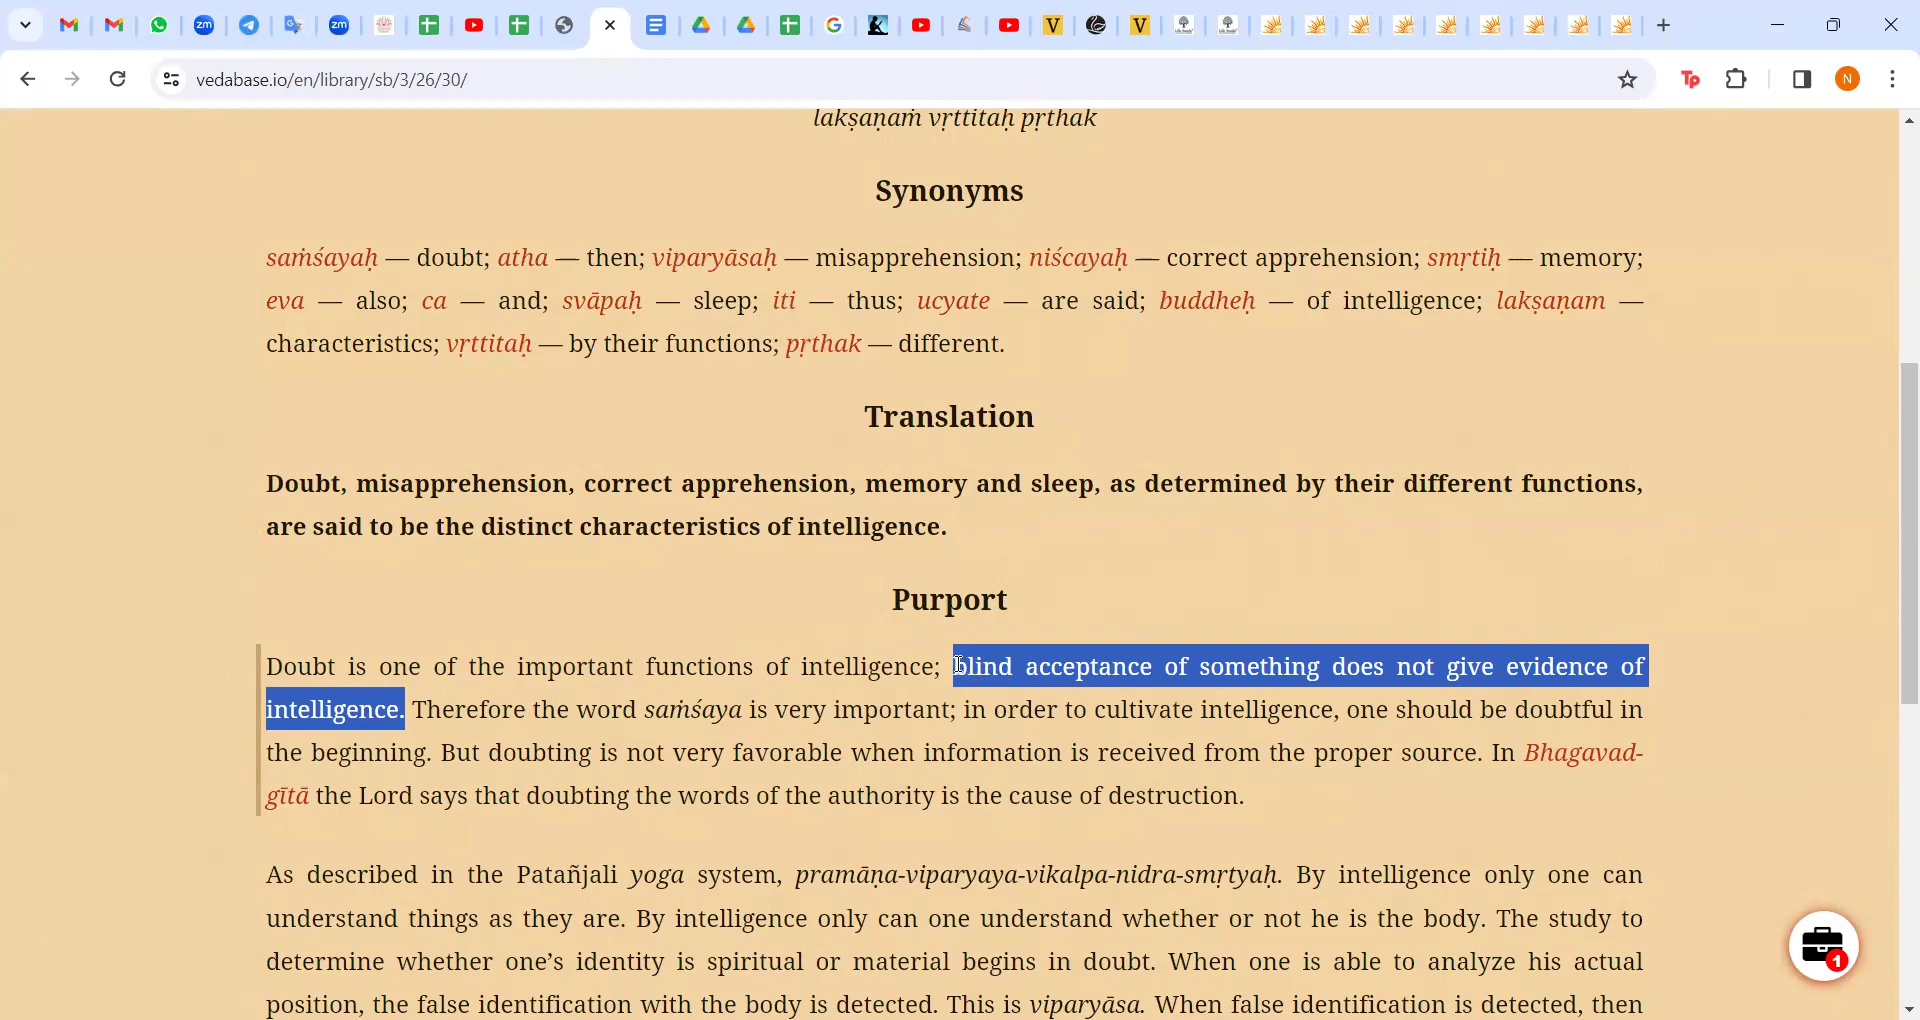 vedabase.io/en/library/sb/3/26/30/
lakṣaṇaṁ vṛttitaḥ pṛthak
Synonyms
saṁśayaḥ — doubt; atha — then; viparyāsaḥ — misapprehension; niścayaḥ — correct apprehension; smṛtiḥ — memory;
eva — also; ca — and; svāpaḥ — sleep; iti — thus; ucyate — are said; buddheḥ — of intelligence; lakṣaṇam —
characteristics; vṛttitaḥ — by their functions; pṛthak — different.
Translation
Doubt, misapprehension, correct apprehension, memory and sleep, as determined by their different functions,
are said to be the distinct characteristics of intelligence.
Purport
Doubt is one of the important functions of intelligence; blind acceptance of something does not give evidence of
intelligence. Therefore the word saṁśaya is very important; in order to cultivate intelligence, one should be doubtful in
the beginning. But doubting is not very favorable when information is received from the proper source. In Bhagavad-
gītā the Lord says that doubting the words of the authority is the cause of destruction.
As described in the Patañjali yoga system, pramāṇa-viparyaya-vikalpa-nidra-smṛtyaḥ. By intelligence only one can
understand things as they are. By intelligence only can one understand whether or not he is the body. The study to
determine whether one's identity is spiritual or material begins in doubt. When one is able to analyze his actual
position, the false identification with the body is detected. This is viparyāsa. When false identification is detected, then
1